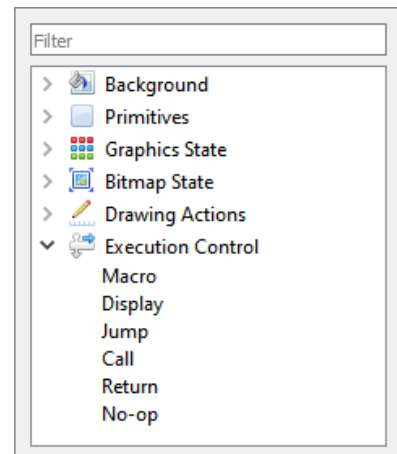 Filter
Background
Primitives
Graphics State
Bitmap State
Drawing Actions
Execution Control
Macro
Display
Jump
Call
Return
No-op